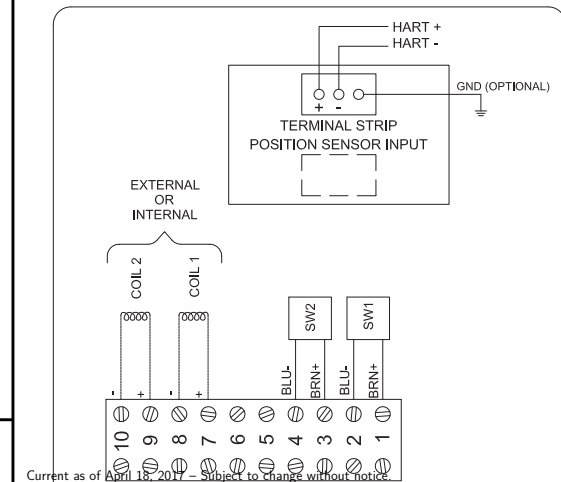 HART +
HART -
GND (OPTIONAL)
+ -
TERMINAL STRIP
POSITION SENSOR INPUT
EXTERNAL
OR
INTERNAL
COIL 2
COIL 1
SW2
SW1
BLU-
BRN+
BLU-
BRN+
- + - +
10 9 8 7 6 5 4 3 2 1
Current as of April 18, 2017 – Subject to change without notice.